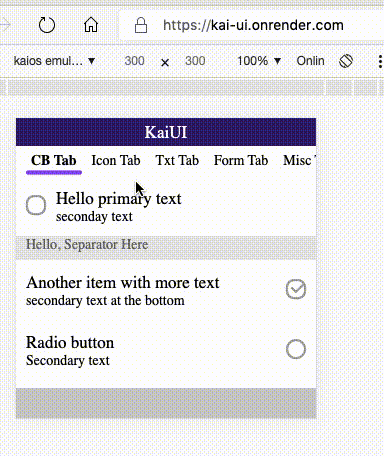 https://kai-ui.onrender.com
kaios emul... 300 × 300 100% Onlin
KaiUI
CB Tab Icon Tab Txt Tab Form Tab Misc T
Hello primary text
seconday text
Hello, Separator Here
Another item with more text
secondary text at the bottom
Radio button
Secondary text